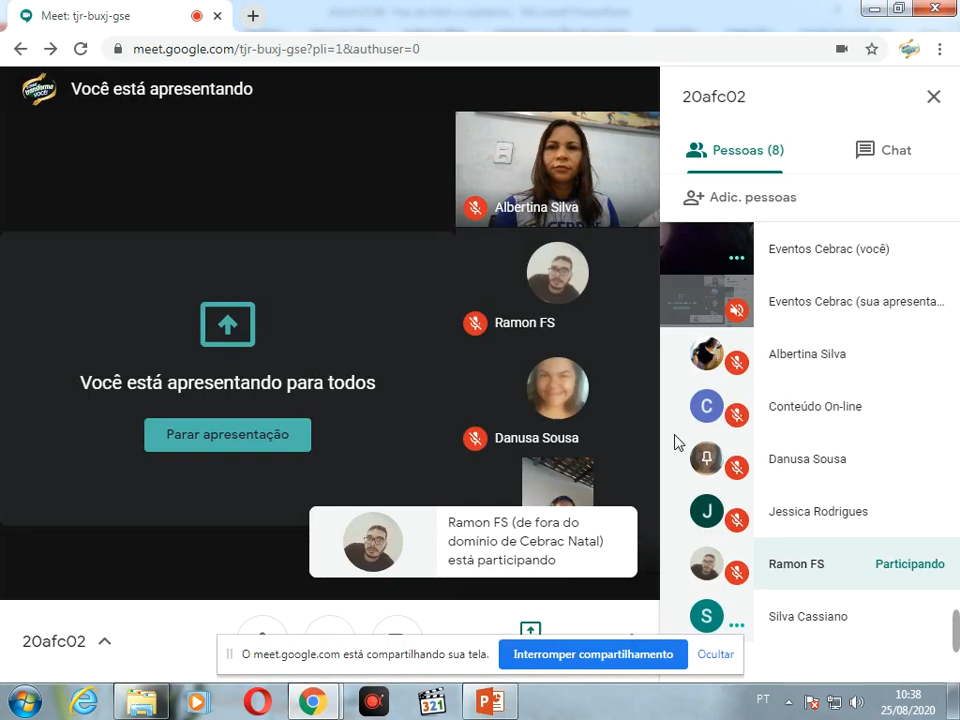 Meet: tjr-buxj-gse
meet.google.com/tjr-buxj-gse?pli=1&authuser=0
Você está apresentando
Albertina Silva
Ramon FS
Danusa Sousa
Você está apresentando para todos
Parar apresentação
Ramon FS (de fora do
domínio de Cebrac Natal)
está participando
20afc02
Pessoas (8)
Chat
Adic. pessoas
Eventos Cebrac (você)
Eventos Cebrac (sua apresenta...
Albertina Silva
C
Conteúdo On-line
Danusa Sousa
J
Jessica Rodrigues
Ramon FS
Participando
S
Silva Cassiano
20afc02
O meet.google.com está compartilhando sua tela.
Interromper compartilhamento
Ocultar
321
PT
10:38
25/08/2020